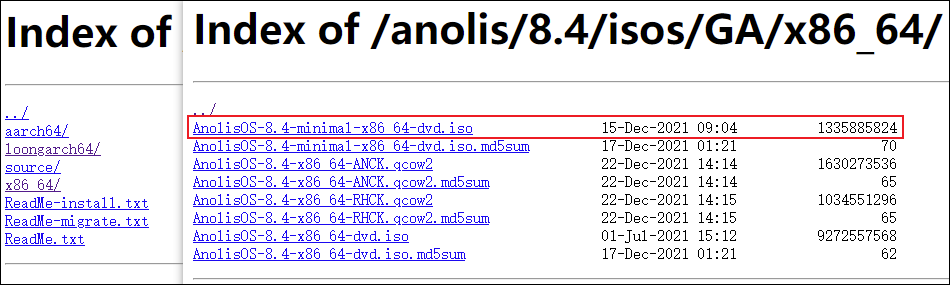 Index of
../
aarch64/
loongarch64/
source/
x86_64/
ReadMe-install.txt
ReadMe-migrate.txt
ReadMe.txt
Index of /anolis/8.4/isos/GA/x86_64/
../
AnolisOS-8.4-minimal-x86_64-dvd.iso 15-Dec-2021 09:04 1335885824
AnolisOS-8.4-minimal-x86_64-dvd.iso.md5sum 17-Dec-2021 01:21 70
AnolisOS-8.4-x86_64-ANCK.qcow2 22-Dec-2021 14:14 1630273536
AnolisOS-8.4-x86_64-ANCK.qcow2.md5sum 22-Dec-2021 14:14 65
AnolisOS-8.4-x86_64-RHCK.qcow2 22-Dec-2021 14:15 1034551296
AnolisOS-8.4-x86_64-RHCK.qcow2.md5sum 22-Dec-2021 14:15 65
AnolisOS-8.4-x86_64-dvd.iso 01-Jul-2021 15:12 9272557568
AnolisOS-8.4-x86_64-dvd.iso.md5sum 17-Dec-2021 01:21 62